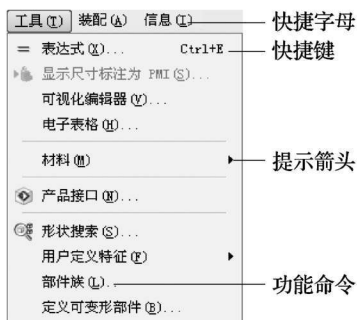 工具(T) 装配(A) 信息(I) 快捷字母
表达式(X)... Ctrl+E 快捷键
显示尺寸标注为 PMI(S)...
可视化编辑器(V)...
电子表格(H)...
材料(M) 提示箭头
产品接口(N)...
形状搜索(S)...
用户定义特征(F)
部件族(L)... 功能命令
定义可变形部件(B)...